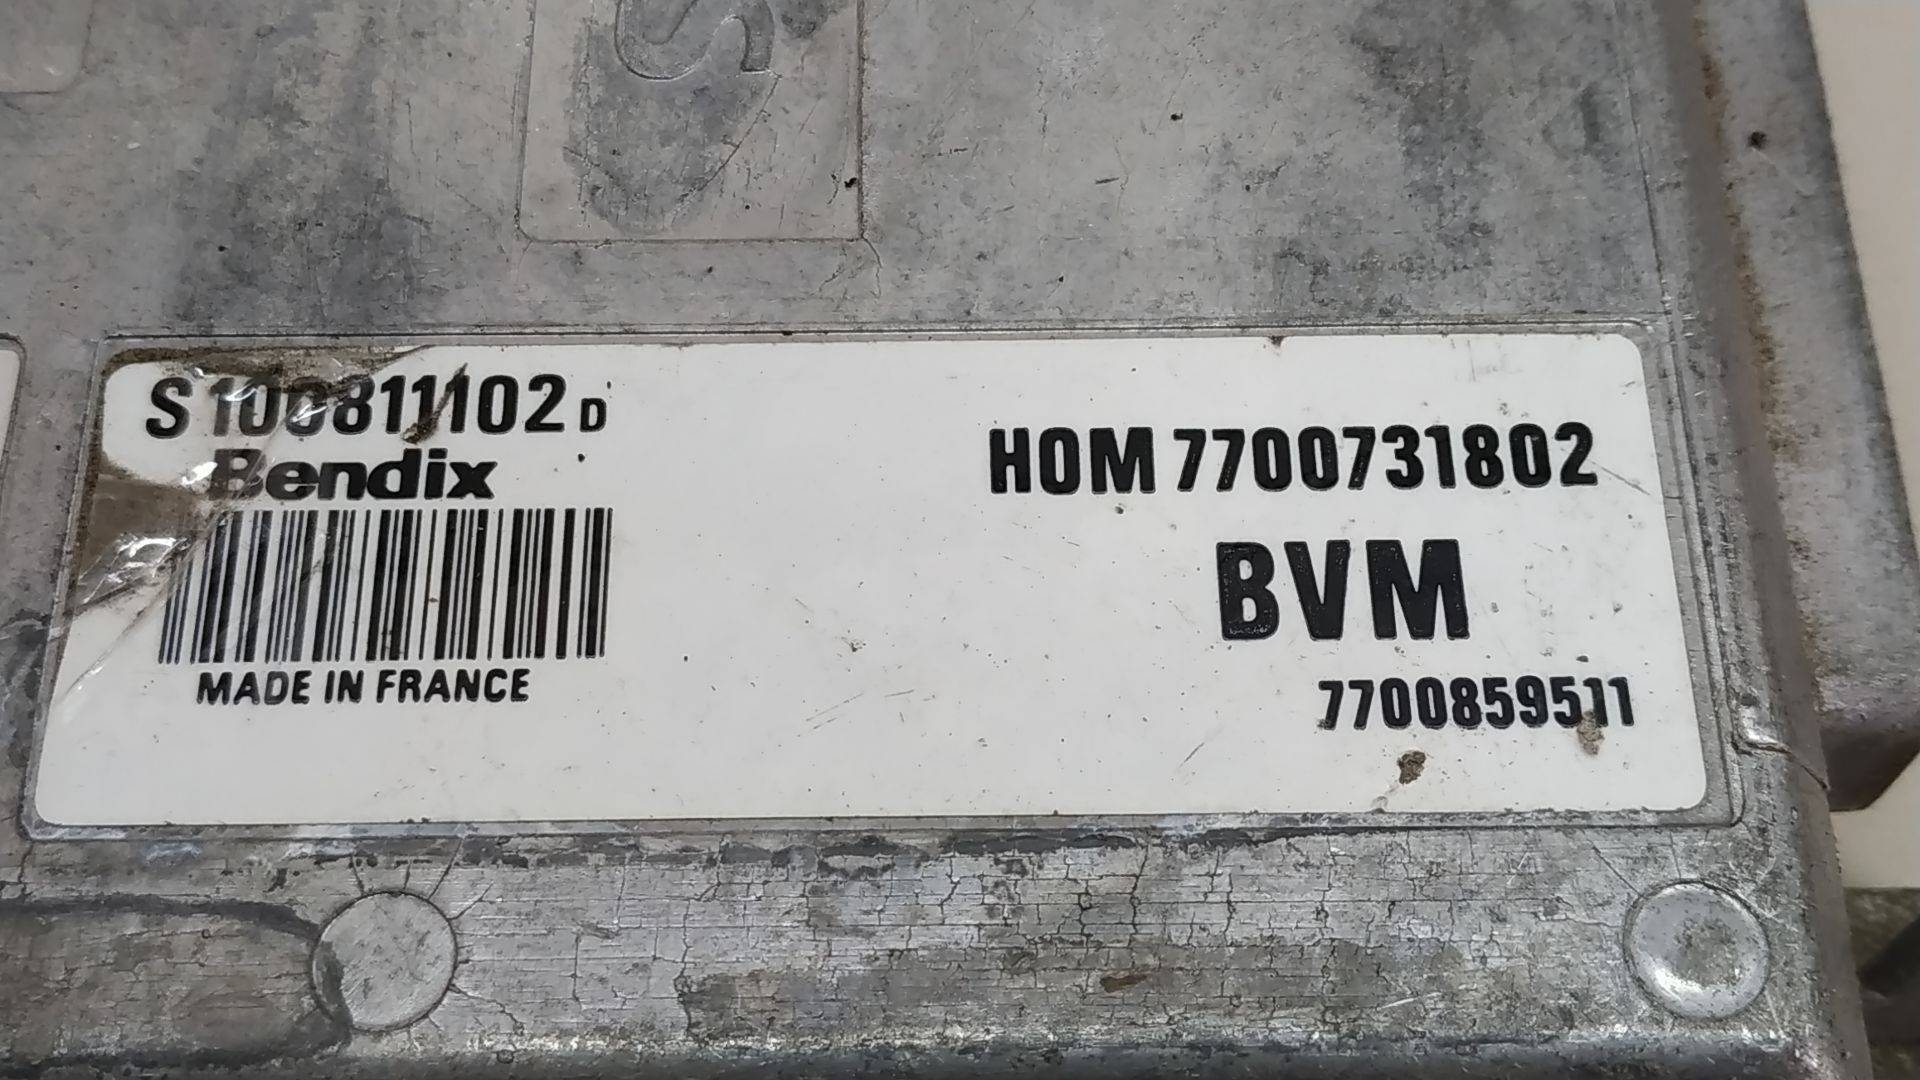 S
S100811102 D
Bendix
MADE IN FRANCE
HOM 7700731802
BVM
7700859511